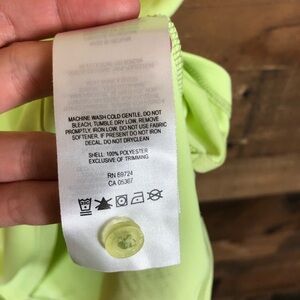 MACHINE WASH COLD GENTLE, DO NOT
BLEACH, TUMBLE DRY LOW, REMOVE
PROMPTLY, IRON LOW. DO NOT USE FABRIC
SOFTENERS. IF PRESENT DO NOT IRON
DECAL, DO NOT DRYCLEAN
SHELL: 100% POLYESTER
EXCLUSIVE OF TRIMMING
RN 69724
CA 05367